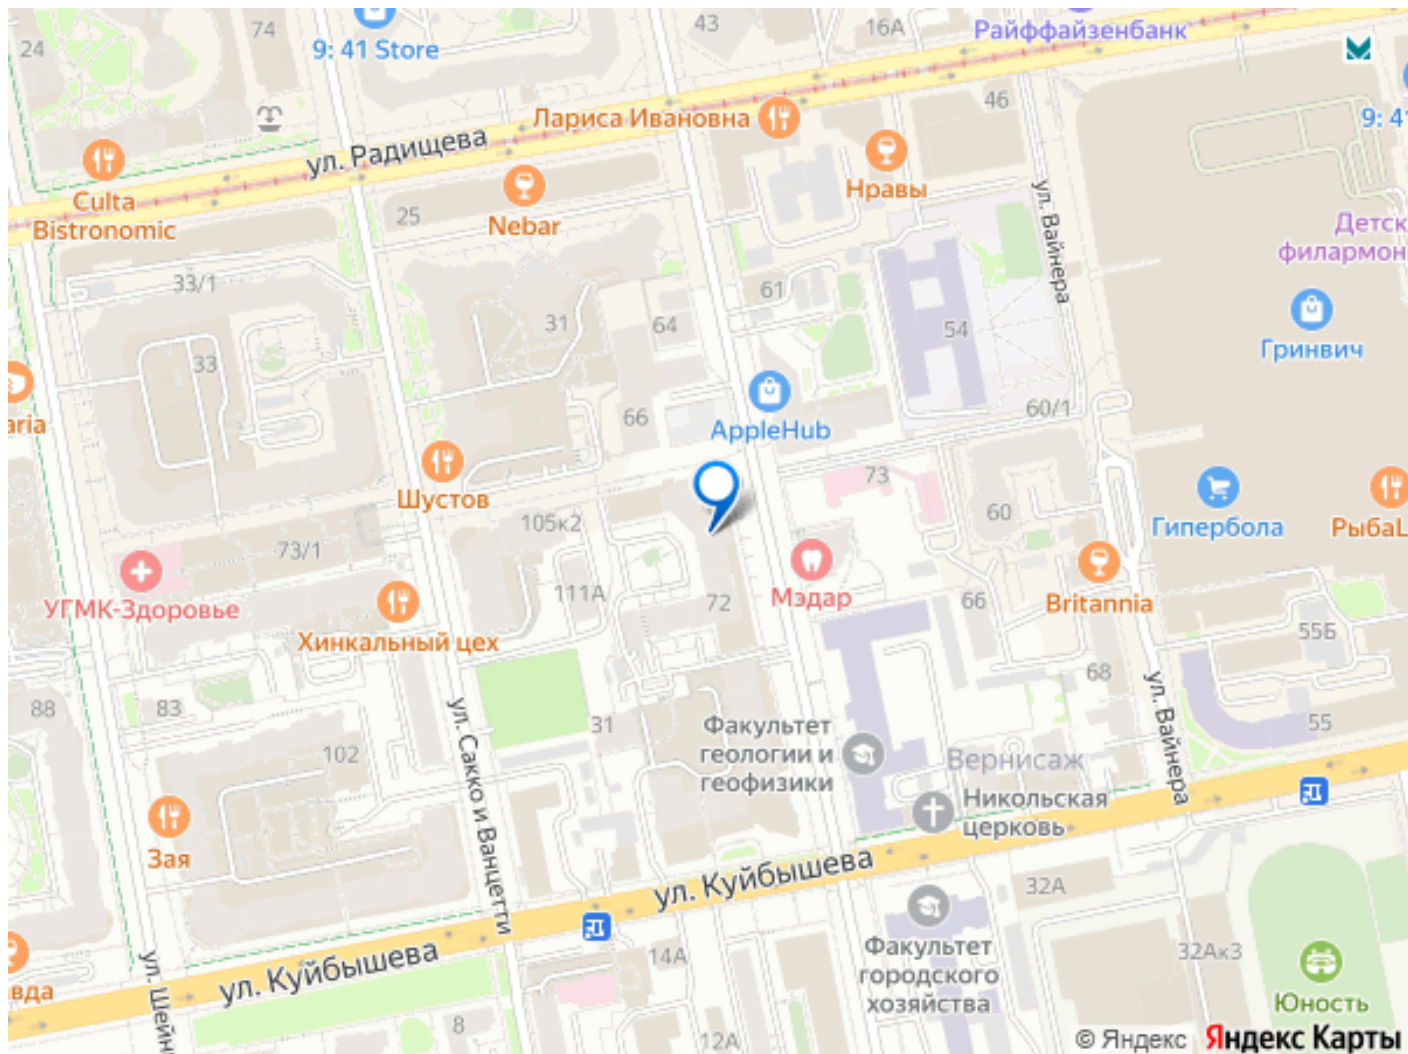 24
74
9: 41 Store
43
16A
Райффайзенбанк
ул. Радищева
Лариса Ивановна
46
9: 41
Culta
Bistronomic
25
Nebar
Нравы
ул. Вайнера
Детск
филармон
33/1
31
64
61
54
Гринвич
33
aria
66
AppleHub
60/1
Шустов
105к2
73
60
Гипербола
РыбаL
73/1
УГМК-Здоровье
Хинкальный цех
111А
72
Мэдар
66
Britannia
55Б
88
83
102
31
ул. Сакко и Ванцетти
Факультет
геологии и
геофизики
68
ул. Вайнера
55
Вернисаж
Никольская
церковь
Зая
ул. Куйбышева
32А
ул. Куйбышева
14А
Факультет
городского
хозяйства
32Ак3
вда
ул. Шейн
8
12А
Юность
© Яндекс Яндекс Карты